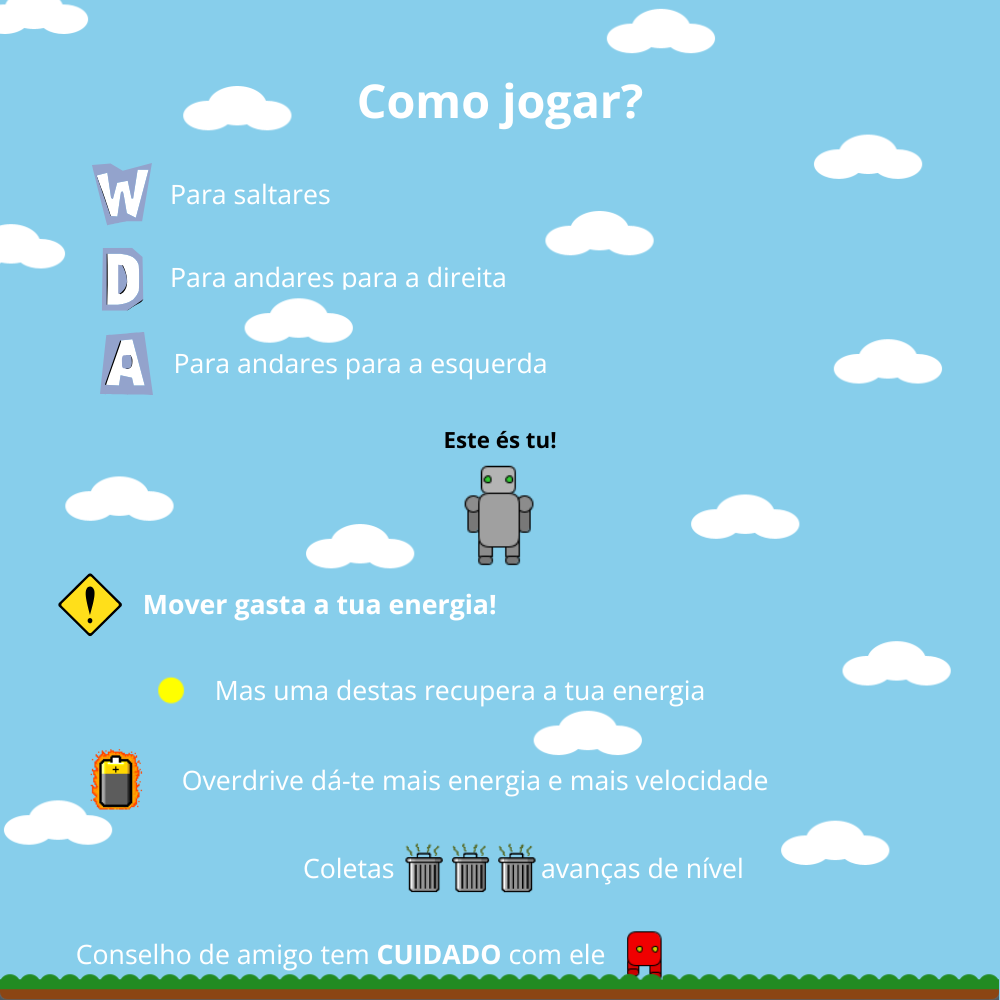 Como jogar?
W Para saltares
D Para andares para a direita
A Para andares para a esquerda
Este és tu!
Mover gasta a tua energia!
Mas uma destas recupera a tua energia
Overdrive dá-te mais energia e mais velocidade
Coletas avanças de nível
Conselho de amigo tem CUIDADO com ele